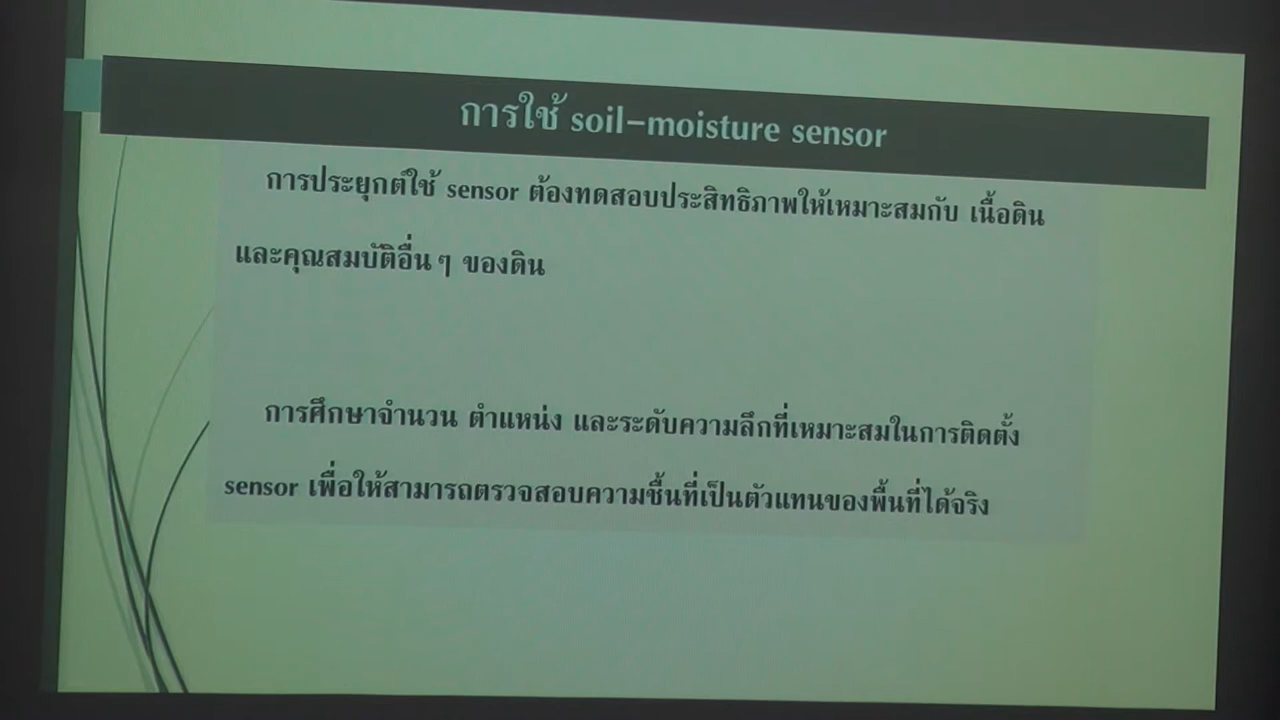 การใช้ soil-moisture sensor
การประยุกต์ใช้ sensor ต้องทดสอบประสิทธิภาพให้เหมาะสมกับ เนื้อดิน
และคุณสมบัติอื่น ๆ ของดิน
การศึกษาจำนวน ตำแหน่ง และระดับความลึกที่เหมาะสมในการติดตั้ง
sensor เพื่อให้สามารถตรวจสอบความชื้นที่เป็นตัวแทนของพื้นที่ได้จริง